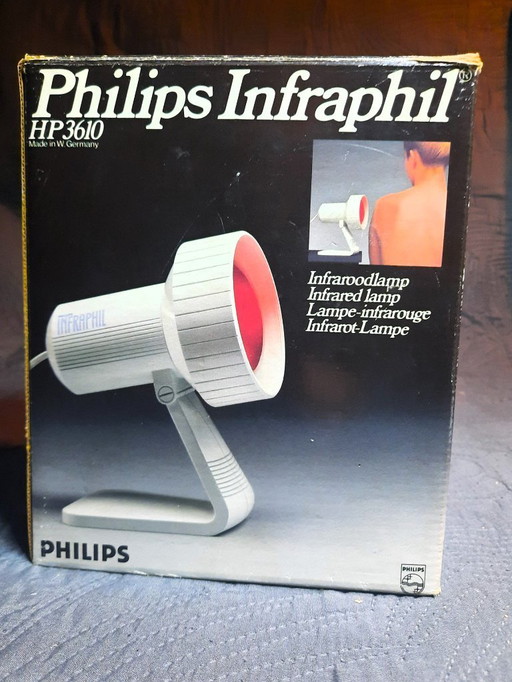 Philips Infraphil®
HP3610
Made in W. Germany
Infraroodlamp
Infrared lamp
Lampe-infrarouge
Infrarot-Lampe
INFRAPHIL
PHILIPS
PHILIPS